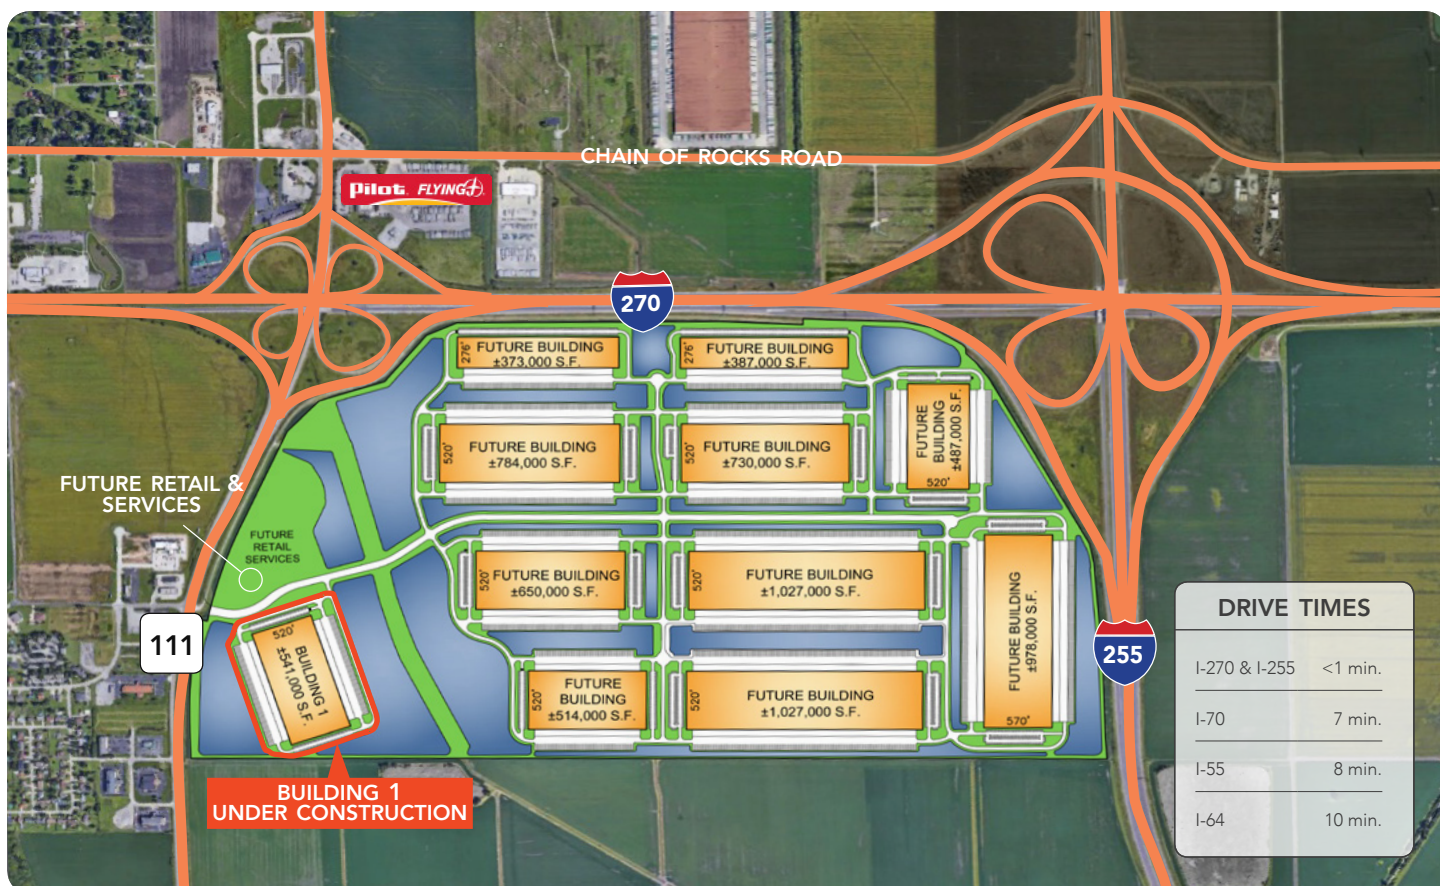 CHAIN OF ROCKS ROAD
Pilot. FLYING J.
270
276'
FUTURE BUILDING
±373,000 S.F.
276'
FUTURE BUILDING
±387,000 S.F.
520'
FUTURE BUILDING
±784,000 S.F.
520'
FUTURE BUILDING
±730,000 S.F.
FUTURE
BUILDING
±487,000 S.F.
520'
FUTURE RETAIL &
SERVICES
FUTURE
RETAIL
SERVICES
520'
FUTURE BUILDING
±650,000 S.F.
520'
FUTURE BUILDING
±1,027,000 S.F.
FUTURE BUILDING
±978,000 S.F.
570'
111
520'
BUILDING 1
±541,000 S.F.
520'
FUTURE
BUILDING
±514,000 S.F.
520'
FUTURE BUILDING
±1,027,000 S.F.
255
BUILDING 1
UNDER CONSTRUCTION
DRIVE TIMES
I-270 & I-255 <1 min.
I-70 7 min.
I-55 8 min.
I-64 10 min.